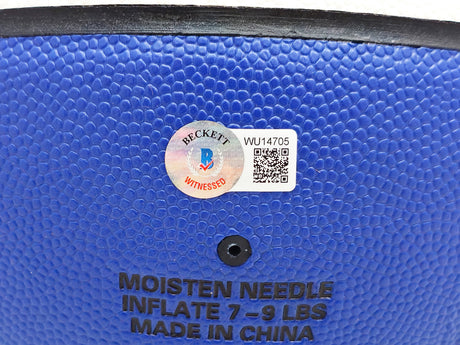 BECKETT
B
WITNESSED
WU14705
MOISTEN NEEDLE
INFLATE 7-9 LBS
MADE IN CHINA